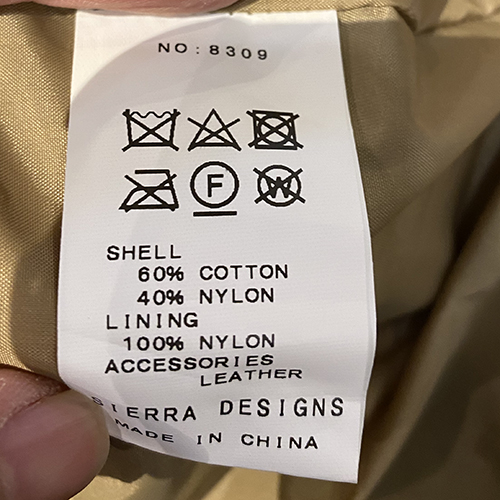 NO:8309
F
W
SHELL
60% COTTON
40% NYLON
LINING
100% NYLON
ACCESSORIES
LEATHER
SIERRA DESIGNS
MADE IN CHINA